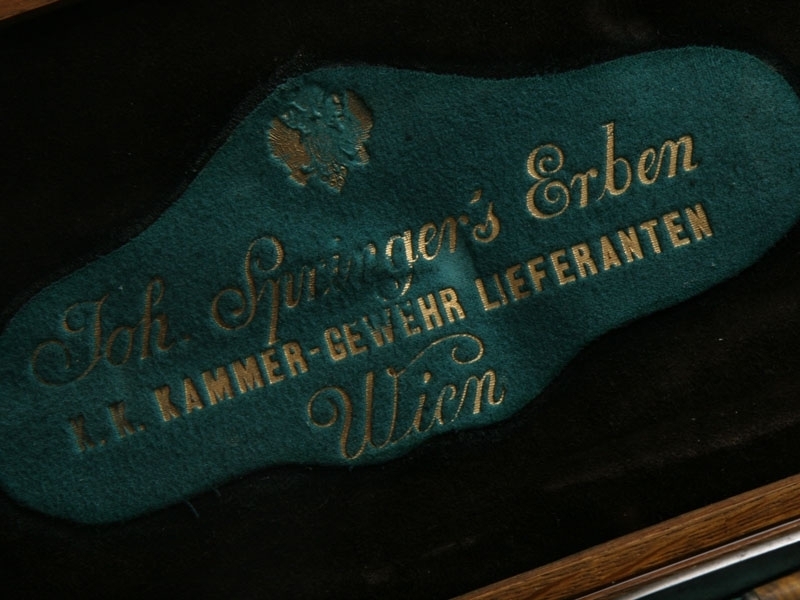 Joh. Springer's Erben
K. K. KAMMER-GEWEHR LIEFERANTEN
Wien